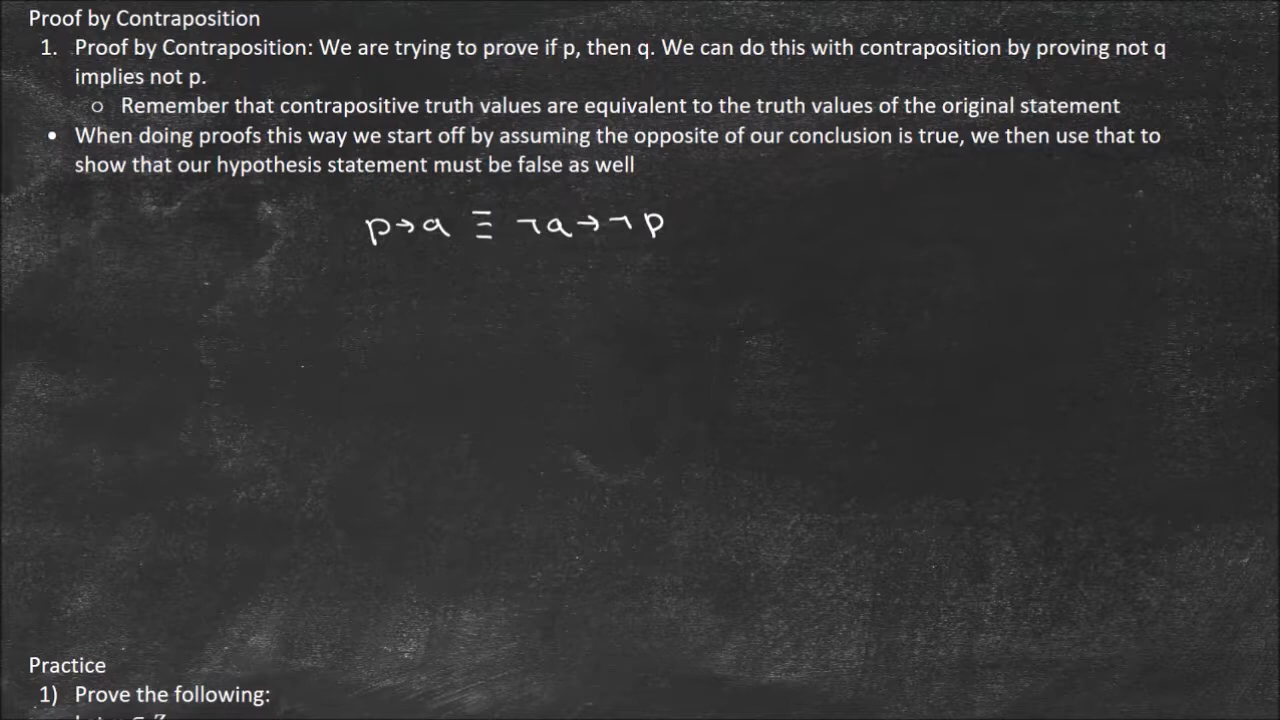 Proof by Contraposition
1. Proof by Contraposition: We are trying to prove if p, then q. We can do this with contraposition by proving not q
implies not p.
○ Remember that contrapositive truth values are equivalent to the truth values of the original statement
• When doing proofs this way we start off by assuming the opposite of our conclusion is true, we then use that to
show that our hypothesis statement must be false as well
p→q ≡ ¬q→¬p
Practice
1) Prove the following: